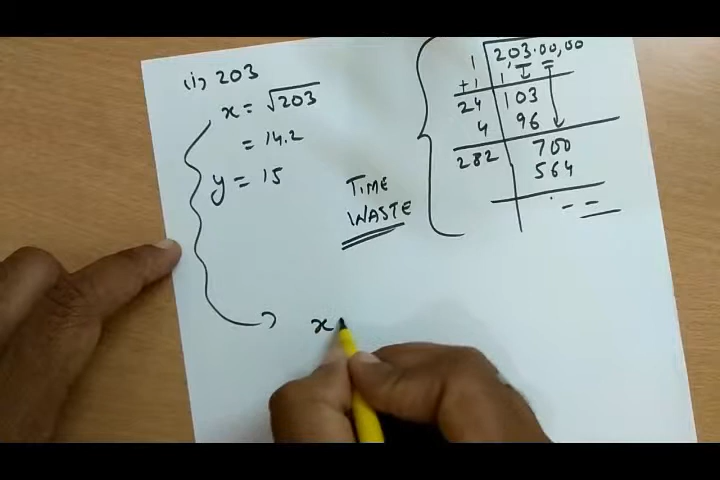 (i) 203
x = √203
= 14.2
y = 15
TIME
WASTE
1 203.00,00
+1 1
24 103
4 96
282 700
564
x